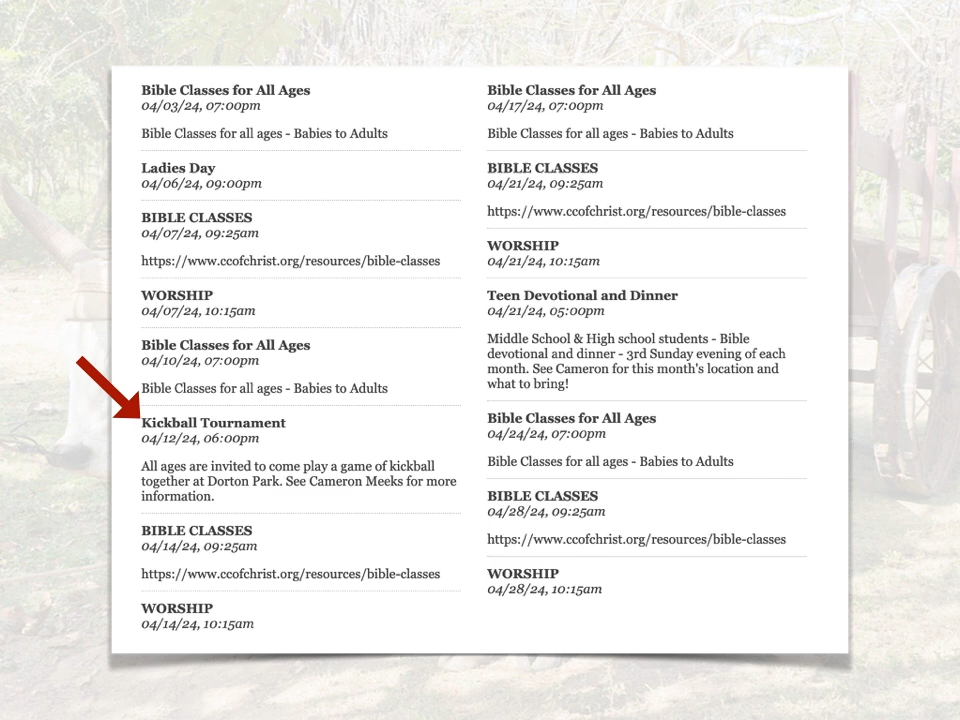 Bible Classes for All Ages
04/03/24, 07:00pm
Bible Classes for all ages - Babies to Adults
Ladies Day
04/06/24, 09:00pm
BIBLE CLASSES
04/07/24, 09:25am
https://www.ccofchrist.org/resources/bible-classes
WORSHIP
04/07/24, 10:15am
Bible Classes for All Ages
04/10/24, 07:00pm
Bible Classes for all ages - Babies to Adults
Kickball Tournament
04/12/24, 06:00pm
All ages are invited to come play a game of kickball
together at Dorton Park. See Cameron Meeks for more
information.
BIBLE CLASSES
04/14/24, 09:25am
https://www.ccofchrist.org/resources/bible-classes
WORSHIP
04/14/24, 10:15am
Bible Classes for All Ages
04/17/24, 07:00pm
Bible Classes for all ages - Babies to Adults
BIBLE CLASSES
04/21/24, 09:25am
https://www.ccofchrist.org/resources/bible-classes
WORSHIP
04/21/24, 10:15am
Teen Devotional and Dinner
04/21/24, 05:00pm
Middle School & High school students - Bible
devotional and dinner - 3rd Sunday evening of each
month. See Cameron for this month's location and
what to bring!
Bible Classes for All Ages
04/24/24, 07:00pm
Bible Classes for all ages - Babies to Adults
BIBLE CLASSES
04/28/24, 09:25am
https://www.ccofchrist.org/resources/bible-classes
WORSHIP
04/28/24, 10:15am